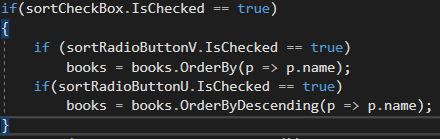 if(sortCheckBox.IsChecked == true)
{
if (sortRadioButtonV.IsChecked == true)
books = books.OrderBy(p => p.name);
if(sortRadioButtonU.IsChecked == true)
books = books.OrderByDescending(p => p.name);
}